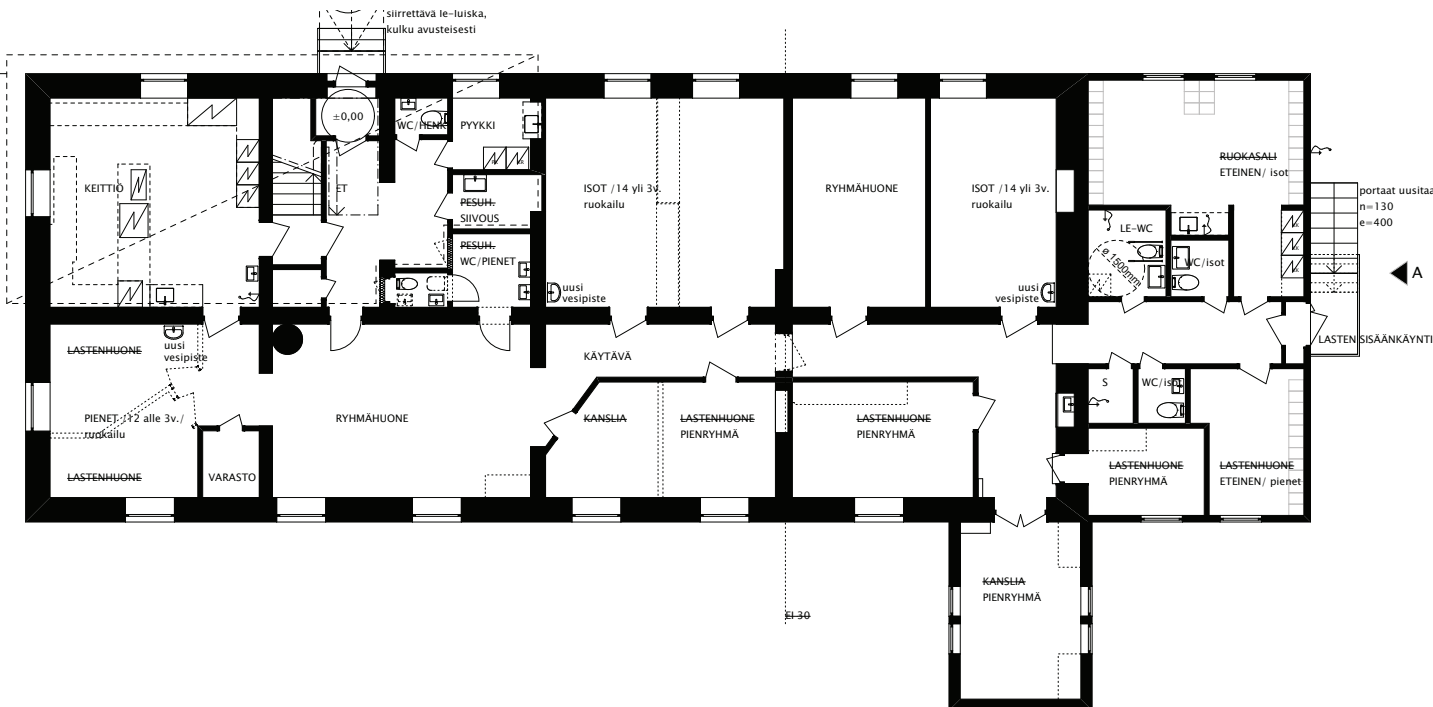 siirrettävä le-luiska,
kulku avusteisesti
±0,00
WC/HENK
PYYKKI
KEITTIÖ
ET
PESUH.
SIIVOUS
PESUH.
WC/PIENET
ISOT /14 yli 3v.
ruokailu
RYHMÄHUONE
ISOT /14 yli 3v.
ruokailu
RUOKASALI
ETEINEN/ isot
portaat uusitaa
n=130
e=400
LE-WC
WC/isot
ø 1500mm
A
uusi
vesipiste
uusi
vesipiste
LASTENHUONE
uusi
vesipiste
KÄYTÄVÄ
LASTEN SISÄÄNKÄYNTI
PIENET /12 alle 3v./
ruokailu
RYHMÄHUONE
KANSLIA
LASTENHUONE
PIENRYHMÄ
LASTENHUONE
PIENRYHMÄ
S
WC/isot
LASTENHUONE
VARASTO
LASTENHUONE
PIENRYHMÄ
LASTENHUONE
ETEINEN/ pienet
KANSLIA
PIENRYHMÄ
EI 30